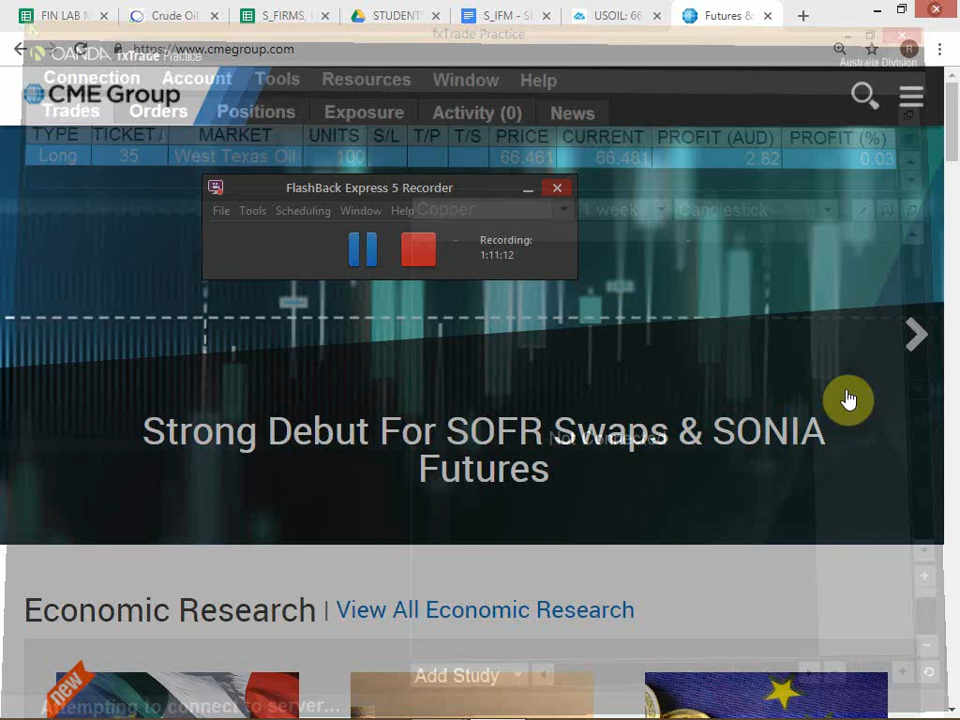 FIN LAB M
Crude Oil
S_FIRMS,
STUDENT
S_IFM - SE
USOIL: 66
Futures &
fxTrade Practice
OANDA fxTrade Practice
https://www.cmegroup.com
R
Australia Division
Connection Account Tools Resources Window Help
CME Group
Trades Orders Positions Exposure Activity (0) News
TYPE TICKET MARKET UNITS S/L T/P T/S PRICE CURRENT PROFIT (AUD) PROFIT (%)
Long 35 West Texas Oil 100 66.461 66.481 2.82 0.03
FlashBack Express 5 Recorder
File Tools Scheduling Window Help
Copper 1 week Candlestick
Recording:
1:11:12
Strong Debut For SOFR Swaps & SONIA
Futures
Not Connected
Economic Research | View All Economic Research
Add Study
new
Attempting to connect to server...